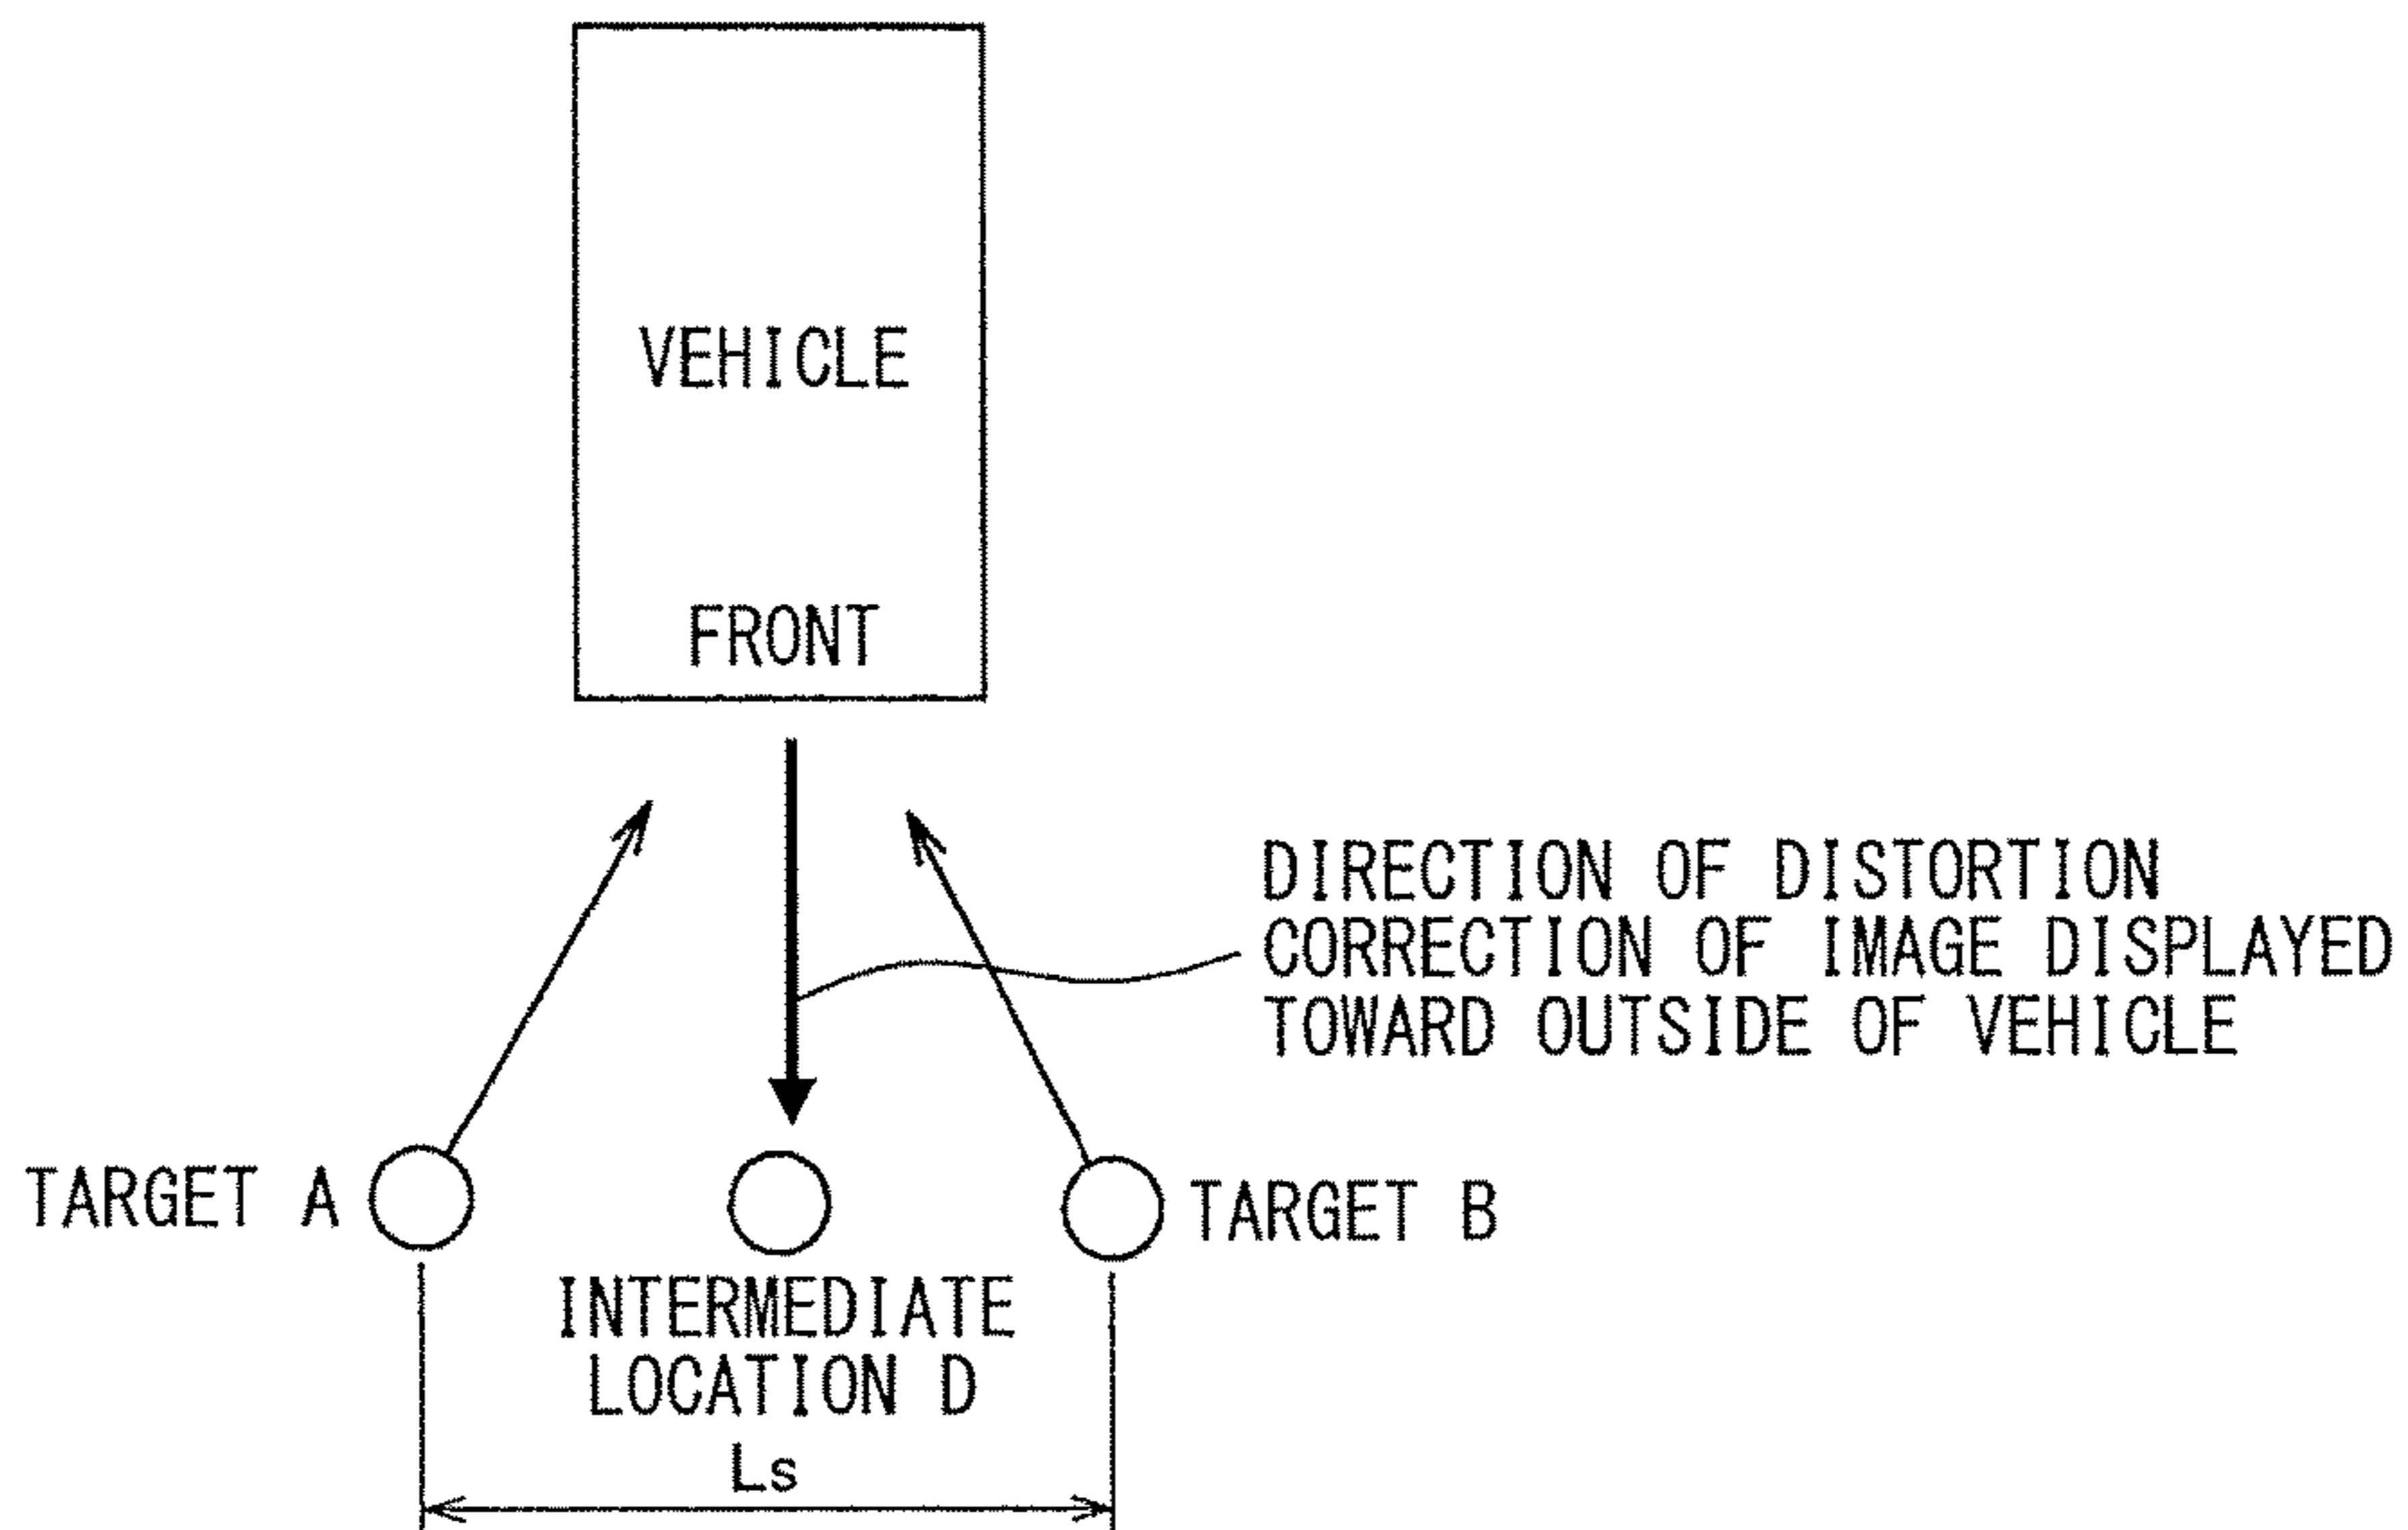 VEHICLE
FRONT
DIRECTION OF DISTORTION
CORRECTION OF IMAGE DISPLAYED
TOWARD OUTSIDE OF VEHICLE
TARGET A
TARGET B
INTERMEDIATE
LOCATION D
Ls